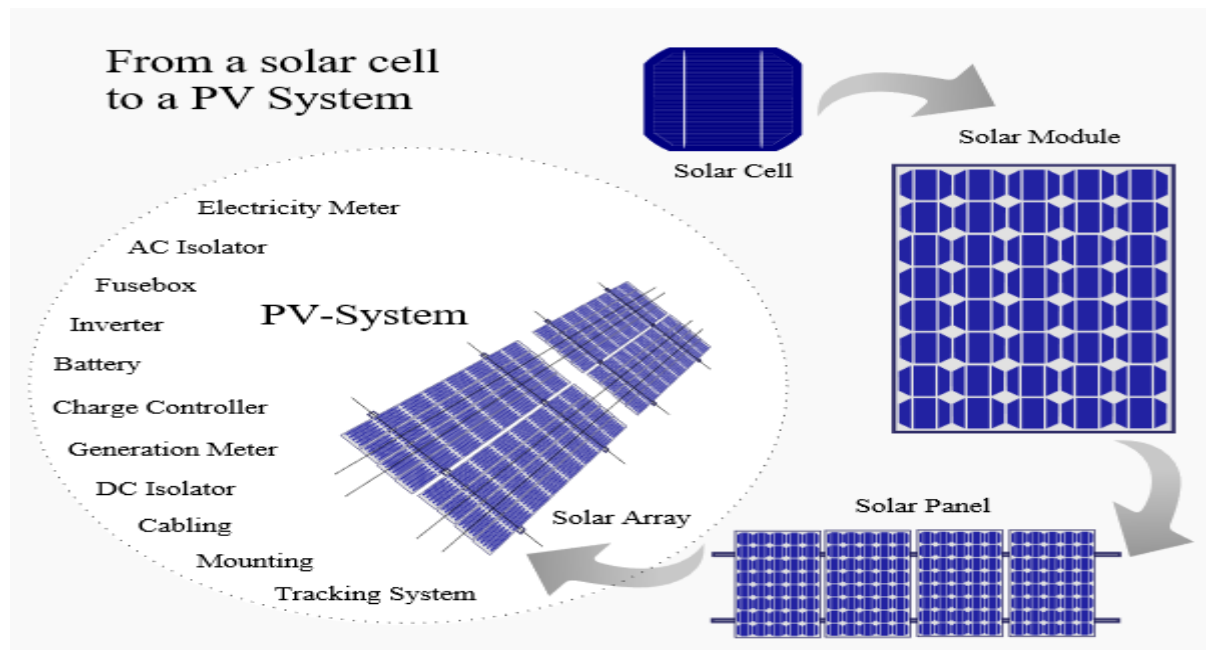 From a solar cell
to a PV System
Solar Cell
Solar Module
Solar Panel
Solar Array
PV-System
Electricity Meter
AC Isolator
Fusebox
Inverter
Battery
Charge Controller
Generation Meter
DC Isolator
Cabling
Mounting
Tracking System